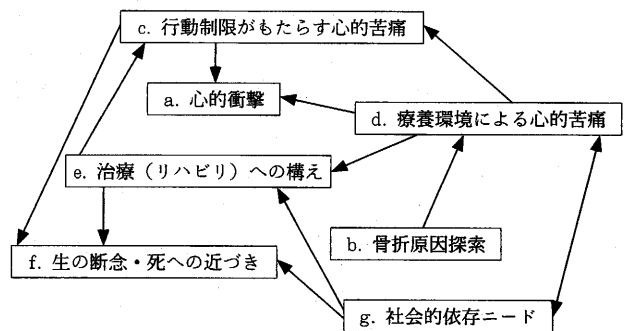 c. 行動制限がもたらす心的苦痛
a. 心的衝撃
d. 療養環境による心的苦痛
e. 治療（リハビリ）への構え
b. 骨折原因探索
f. 生の断念・死への近づき
g. 社会的依存ニード